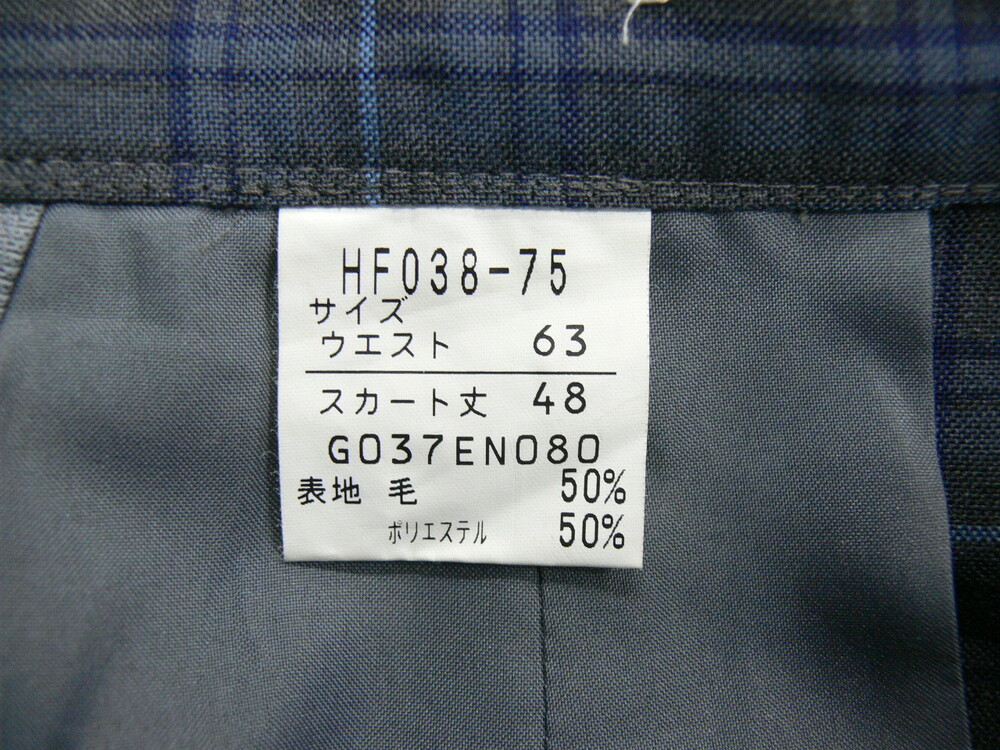 HF038-75
サイズ
ウエスト 63
スカート丈 48
G037EN080
表地 毛 50%
ポリエステル 50%